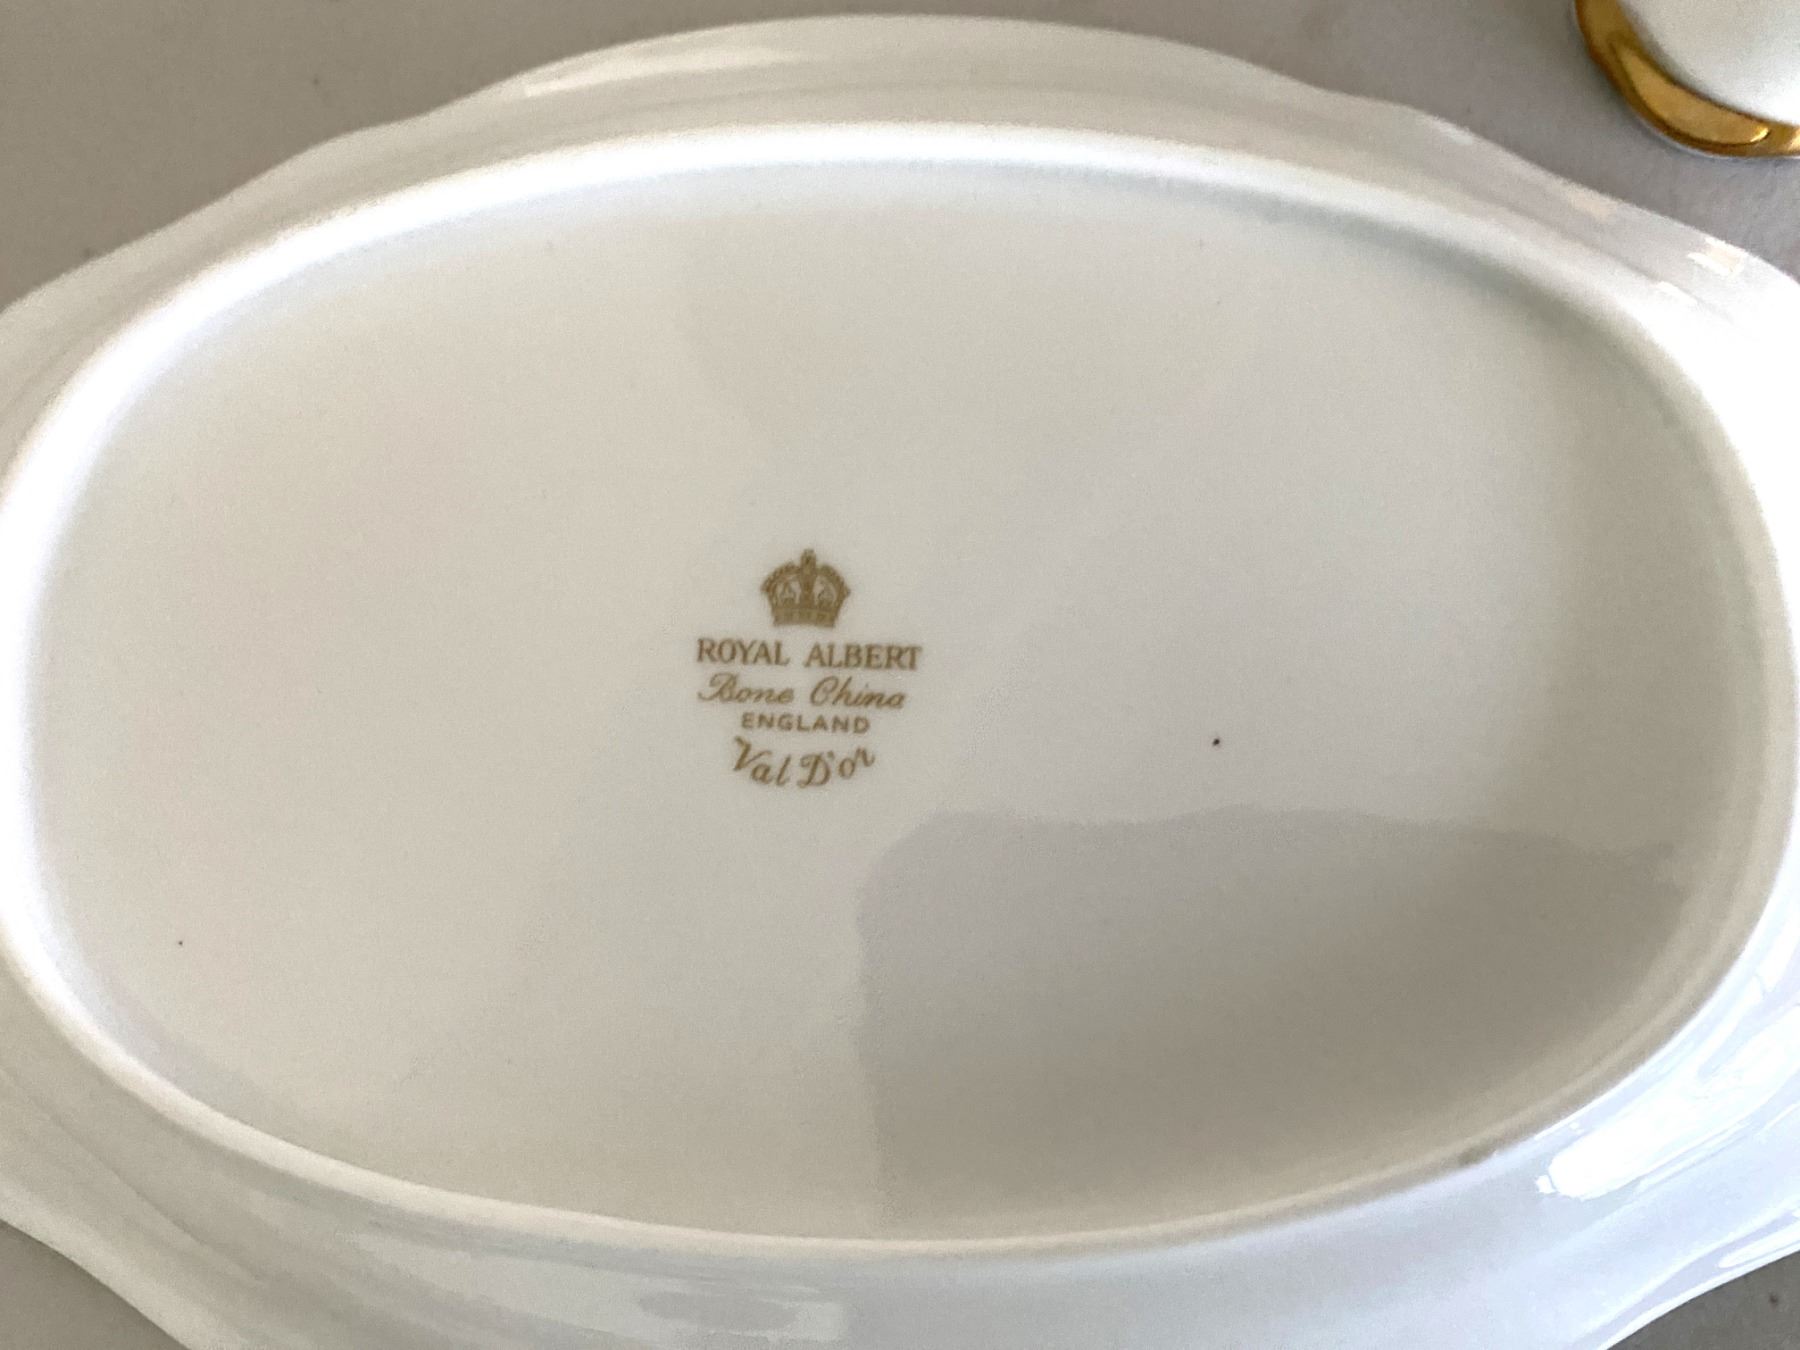 ROYAL ALBERT
Bone China
ENGLAND
Val D'or